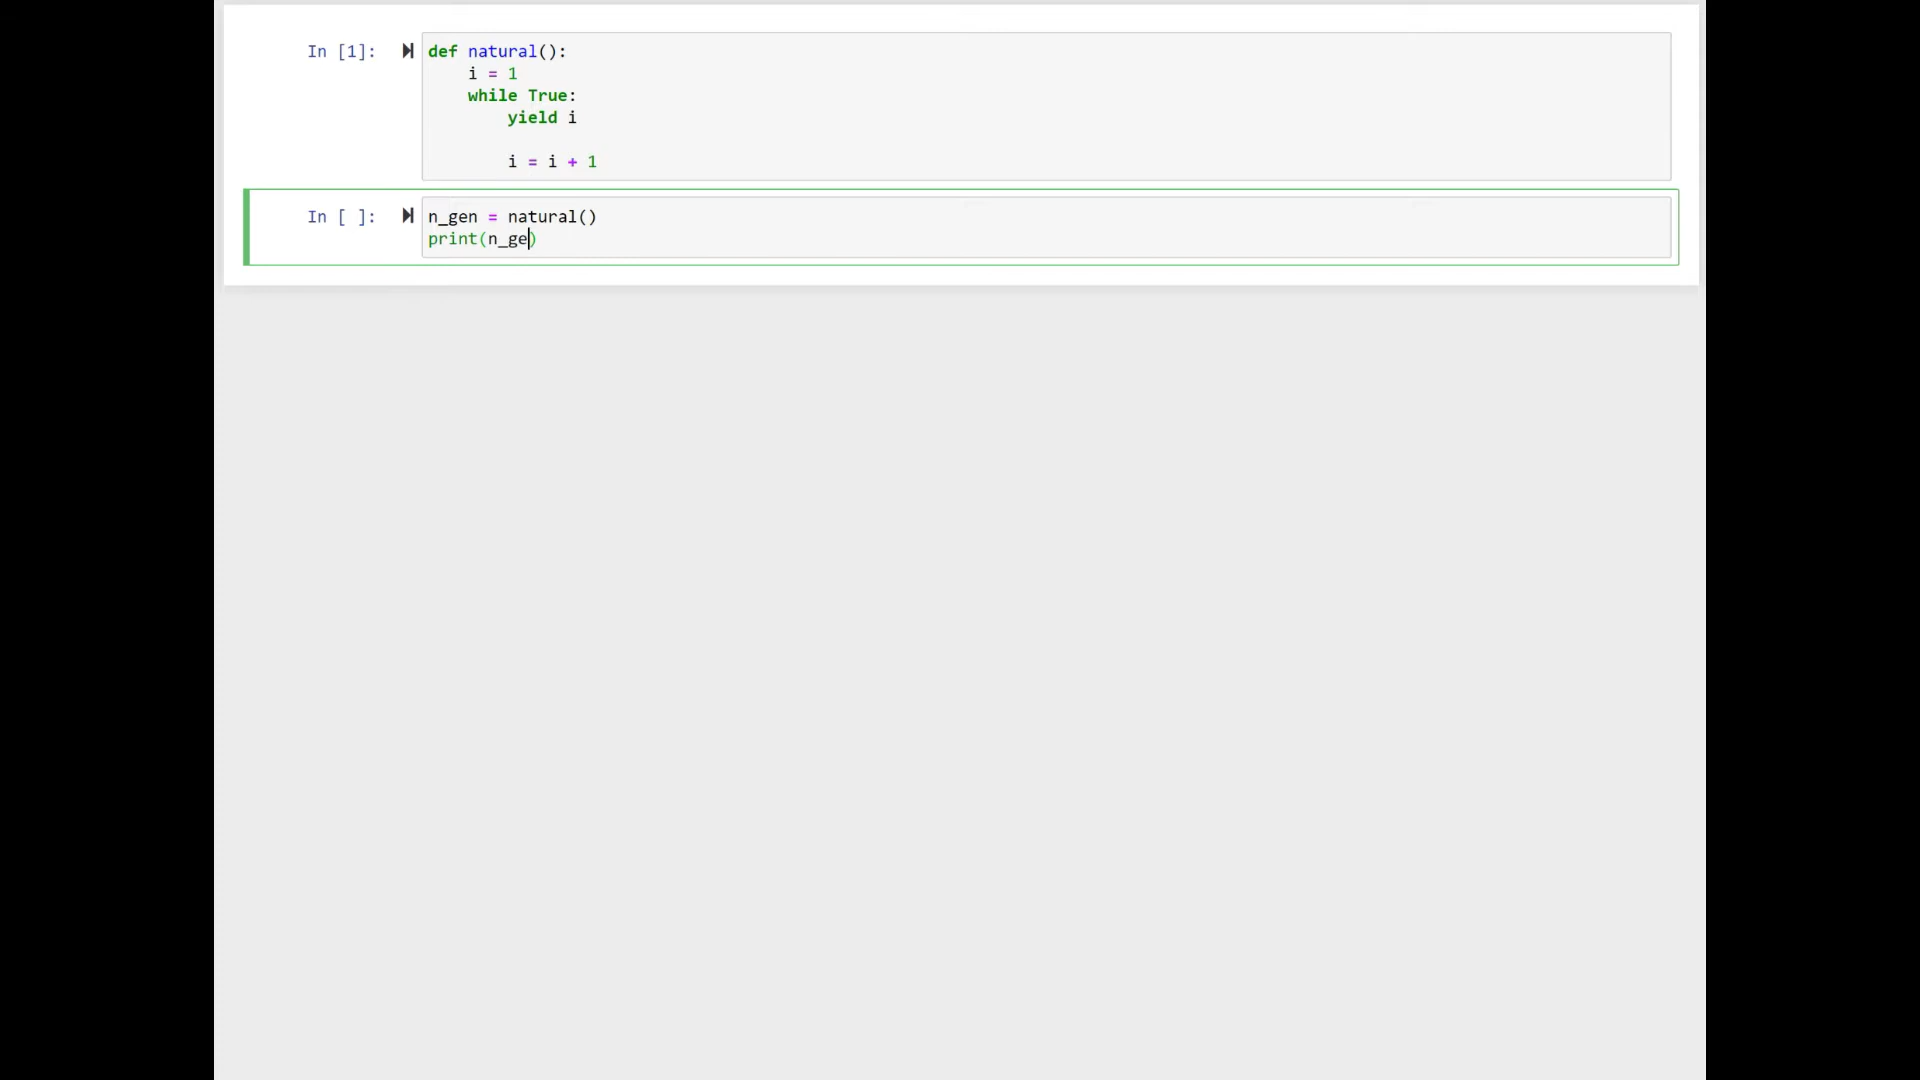 In [1]: def natural():
    i = 1
    while True:
        yield i
        i = i + 1
In [ ]: n_gen = natural()
print(n_ge)